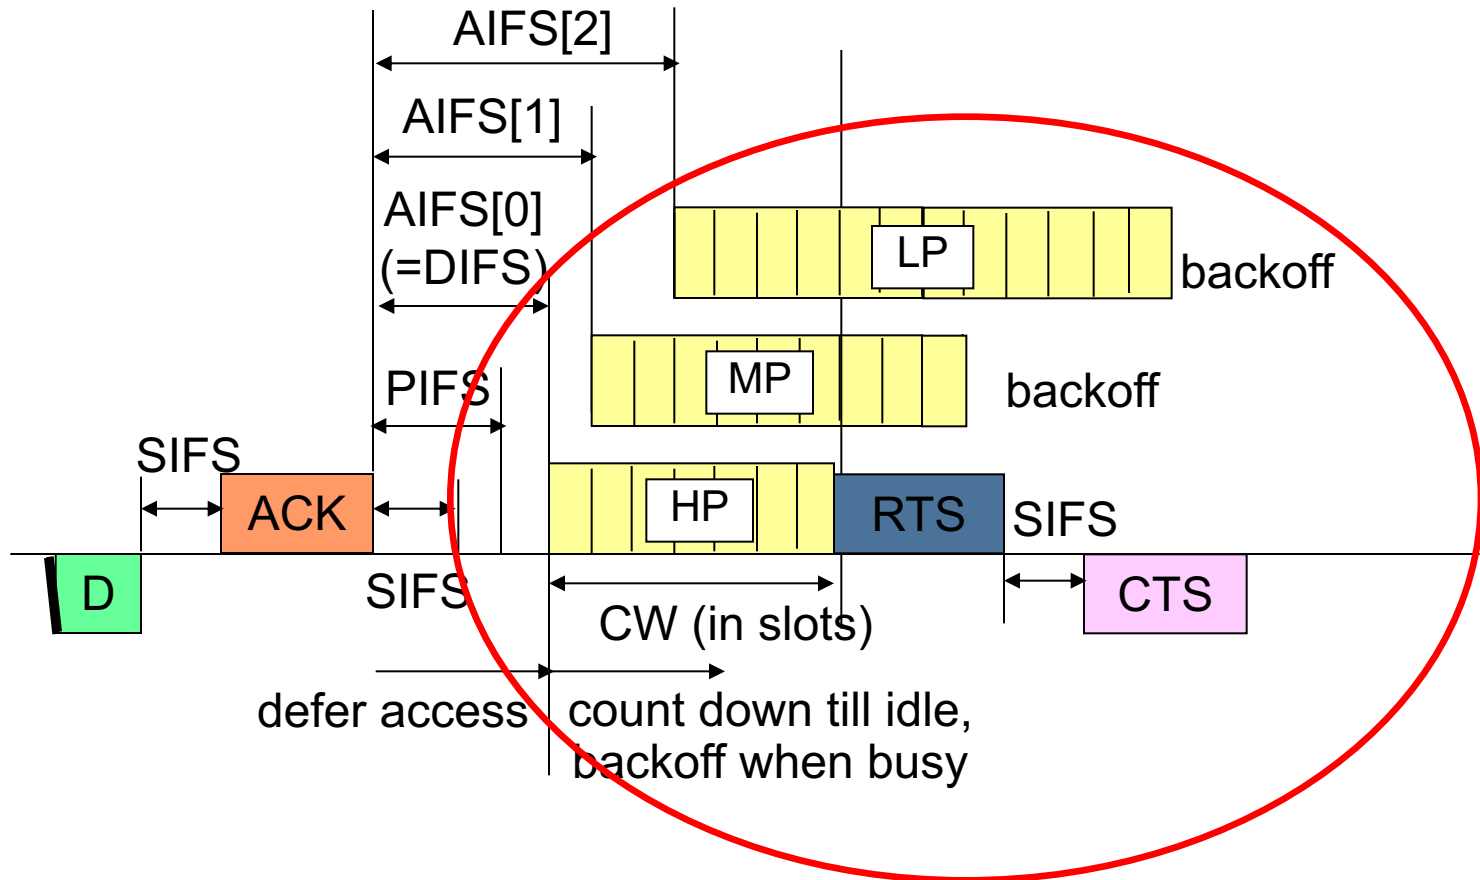 AIFS[2]
AIFS[1]
AIFS[0]
(=DIFS)
LP
backoff
PIFS
MP
backoff
SIFS
ACK
HP
RTS
SIFS
D
SIFS
CW (in slots)
CTS
defer access
count down till idle,
backoff when busy